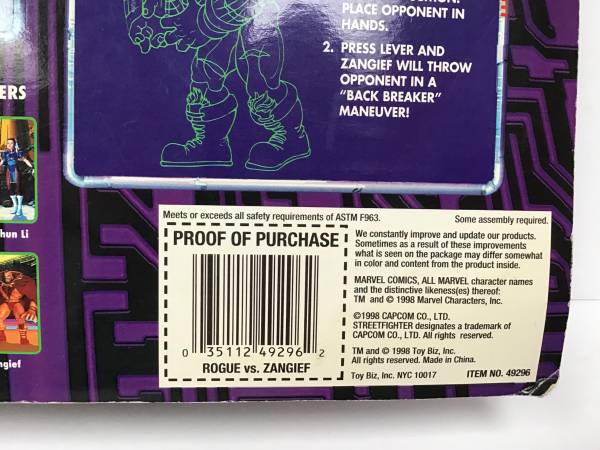 PLACE OPPONENT IN
HANDS.
2. PRESS LEVER AND
ZANGIEF WILL THROW
OPPONENT IN A
“BACK BREAKER”
MANEUVER!
ERS
hun Li
ngief
Meets or exceeds all safety requirements of ASTM F963.
Some assembly required.
PROOF OF PURCHASE
0 35112 49296 2
ROGUE vs. ZANGIEF
We constantly improve and update our products.
Sometimes as a result of these improvements
what is seen on the package may differ somewhat
in color and content from the product inside.
MARVEL COMICS, ALL MARVEL character names
and the distinctive likeness(es) thereof:
TM and © 1998 Marvel Characters, Inc.
©1998 CAPCOM CO., LTD.
STREETFIGHTER designates a trademark of
CAPCOM CO., LTD. All rights reserved.
TM and © 1998 Toy Biz, Inc.
All rights reserved. Made in China.
Toy Biz, Inc. NYC 10017
ITEM NO. 49296